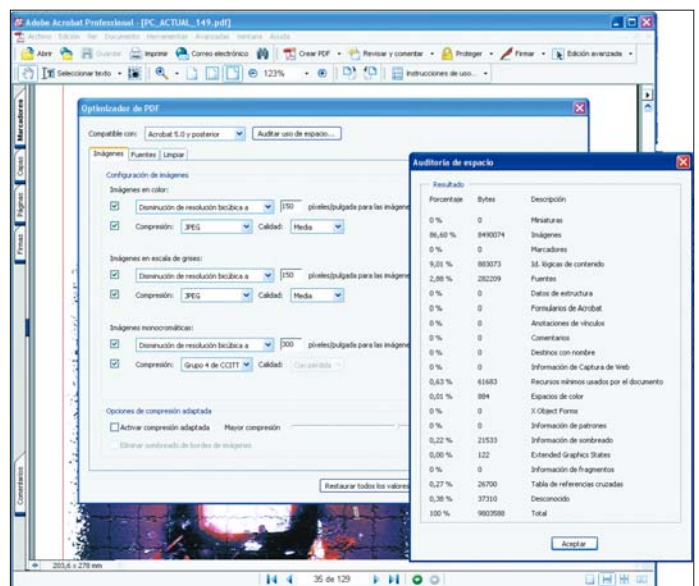 Adobe Acrobat Professional - [PC_ACTUAL_149.pdf]
Archivo Edición Ver Documento Herramientas Avanzadas Ventana Ayuda
Abrir Guardar Imprimir Correo electrónico Crear PDF Revisar y comentar Proteger Firmar Edición avanzada
Seleccionar texto 123% Instrucciones de uso...
Marcadores
Capas
Páginas
Firmas
Comentarios
Optimizador de PDF
Compatible con: Acrobat 5.0 y posterior Auditar uso de espacio...
Imágenes Fuentes Limpiar
Configuración de imágenes
Imágenes en color:
Disminución de resolución bicúbica a 150 píxeles/pulgada para las imágene
Compresión: JPEG Calidad: Media
Imágenes en escala de grises:
Disminución de resolución bicúbica a 150 píxeles/pulgada para las imágene
Compresión: JPEG Calidad: Media
Imágenes monocromáticas:
Disminución de resolución bicúbica a 300 píxeles/pulgada para las imágene
Compresión: Grupo 4 de CCITT Calidad: Con pérdida
Opciones de compresión adaptada
Activar compresión adaptada Mayor compresión
Eliminar sombreado de bordes de imágenes
Restaurar todos los valores
Auditoría de espacio
Resultado
Porcentaje Bytes Descripción
0 % 0 Miniaturas
86,60 % 8490074 Imágenes
0 % 0 Marcadores
9,01 % 883073 Id. lógicas de contenido
2,88 % 282209 Fuentes
0 % 0 Datos de estructura
0 % 0 Formularios de Acrobat
0 % 0 Anotaciones de vínculos
0 % 0 Comentarios
0 % 0 Destinos con nombre
0 % 0 Información de Captura de Web
0,63 % 61683 Recursos mínimos usados por el documento
0,01 % 884 Espacios de color
0 % 0 X Object Forms
0 % 0 Información de patrones
0,22 % 21533 Información de sombreado
0,00 % 122 Extended Graphics States
0 % 0 Información de fragmentos
0,27 % 26700 Tabla de referencias cruzadas
0,38 % 37310 Desconocido
100 % 9803588 Total
Aceptar
203,6 x 278 mm
35 de 129